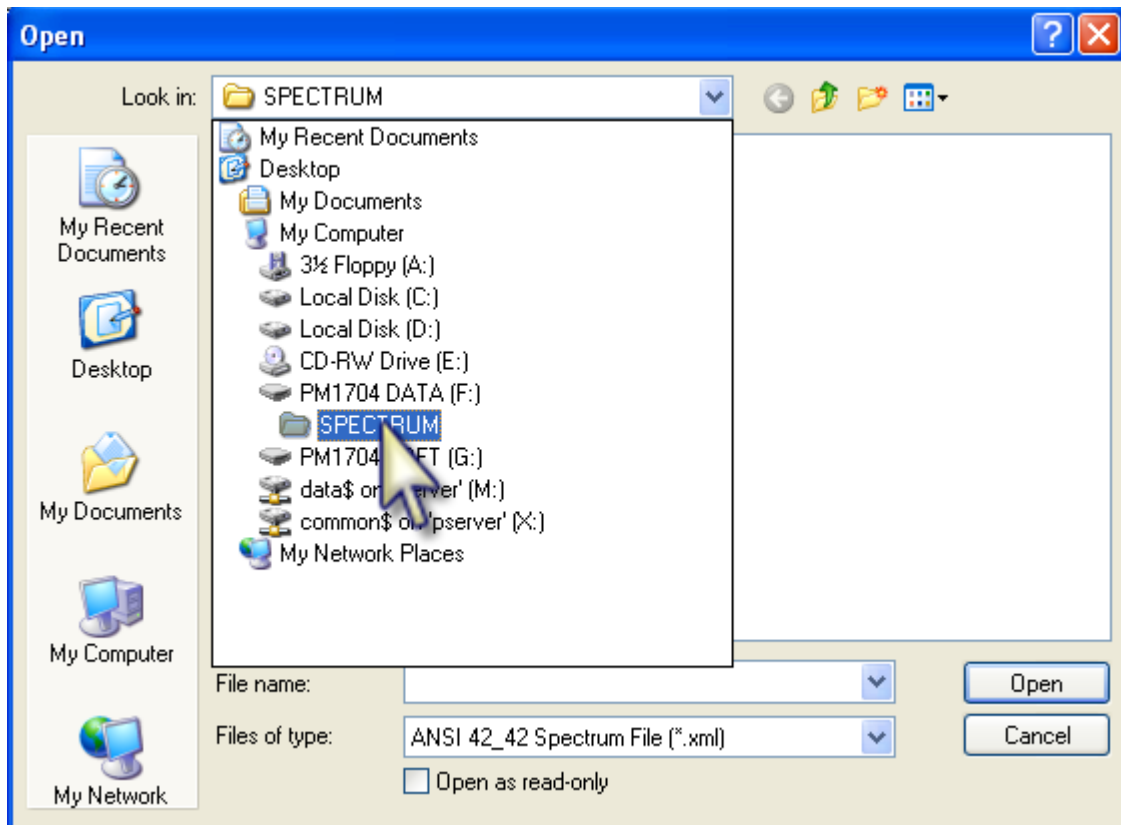 Open
Look in: SPECTRUM
My Recent Documents
Desktop
My Documents
My Computer
3½ Floppy (A:)
Local Disk (C:)
Local Disk (D:)
CD-RW Drive (E:)
PM1704 DATA (F:)
SPECTRUM
PM1704 (G:)
data$ on (M:)
common$ on 'pserver' (X:)
My Network Places
My Recent
Documents
Desktop
My Documents
My Computer
My Network
File name:
Open
Files of type: ANSI 42_42 Spectrum File (*.xml)
Cancel
Open as read-only